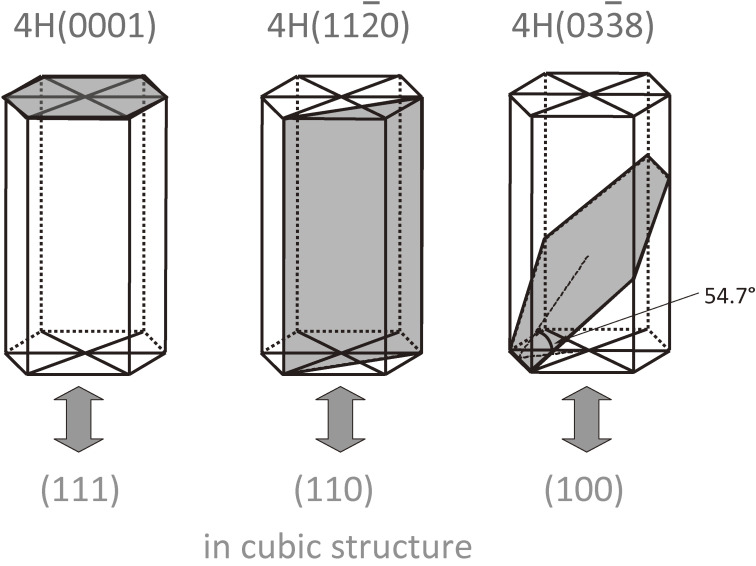 4H(0001) 4H(112̅0) 4H(033̅8)
54.7°
(111) (110) (100)
in cubic structure